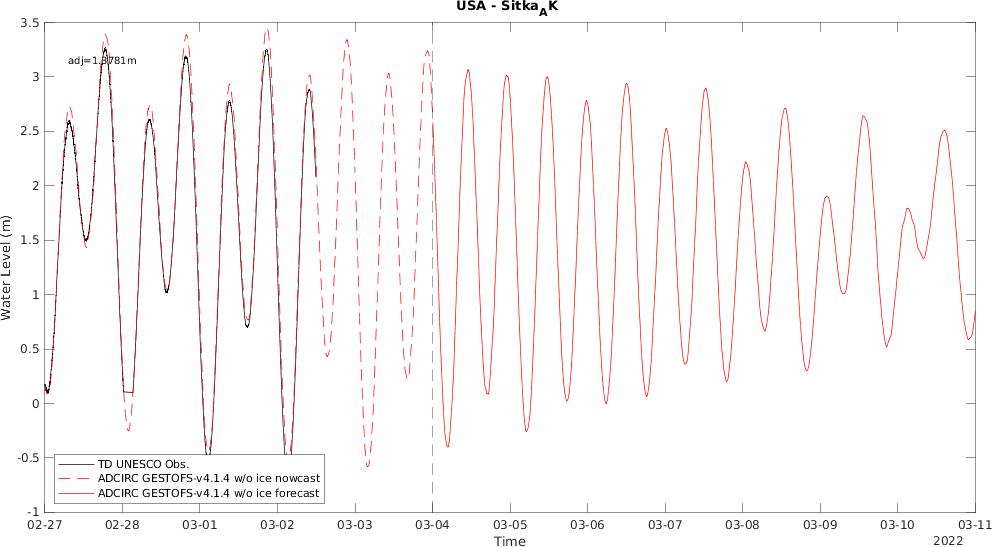 USA - Sitka_AK
adj=1.3781m
3.5
3
2.5
2
1.5
1
0.5
0
-0.5
-1
Water Level (m)
TD UNESCO Obs.
ADCIRC GESTOFS-v4.1.4 w/o ice nowcast
ADCIRC GESTOFS-v4.1.4 w/o ice forecast
02-27 02-28 03-01 03-02 03-03 03-04 03-05 03-06 03-07 03-08 03-09 03-10 03-11
Time
2022